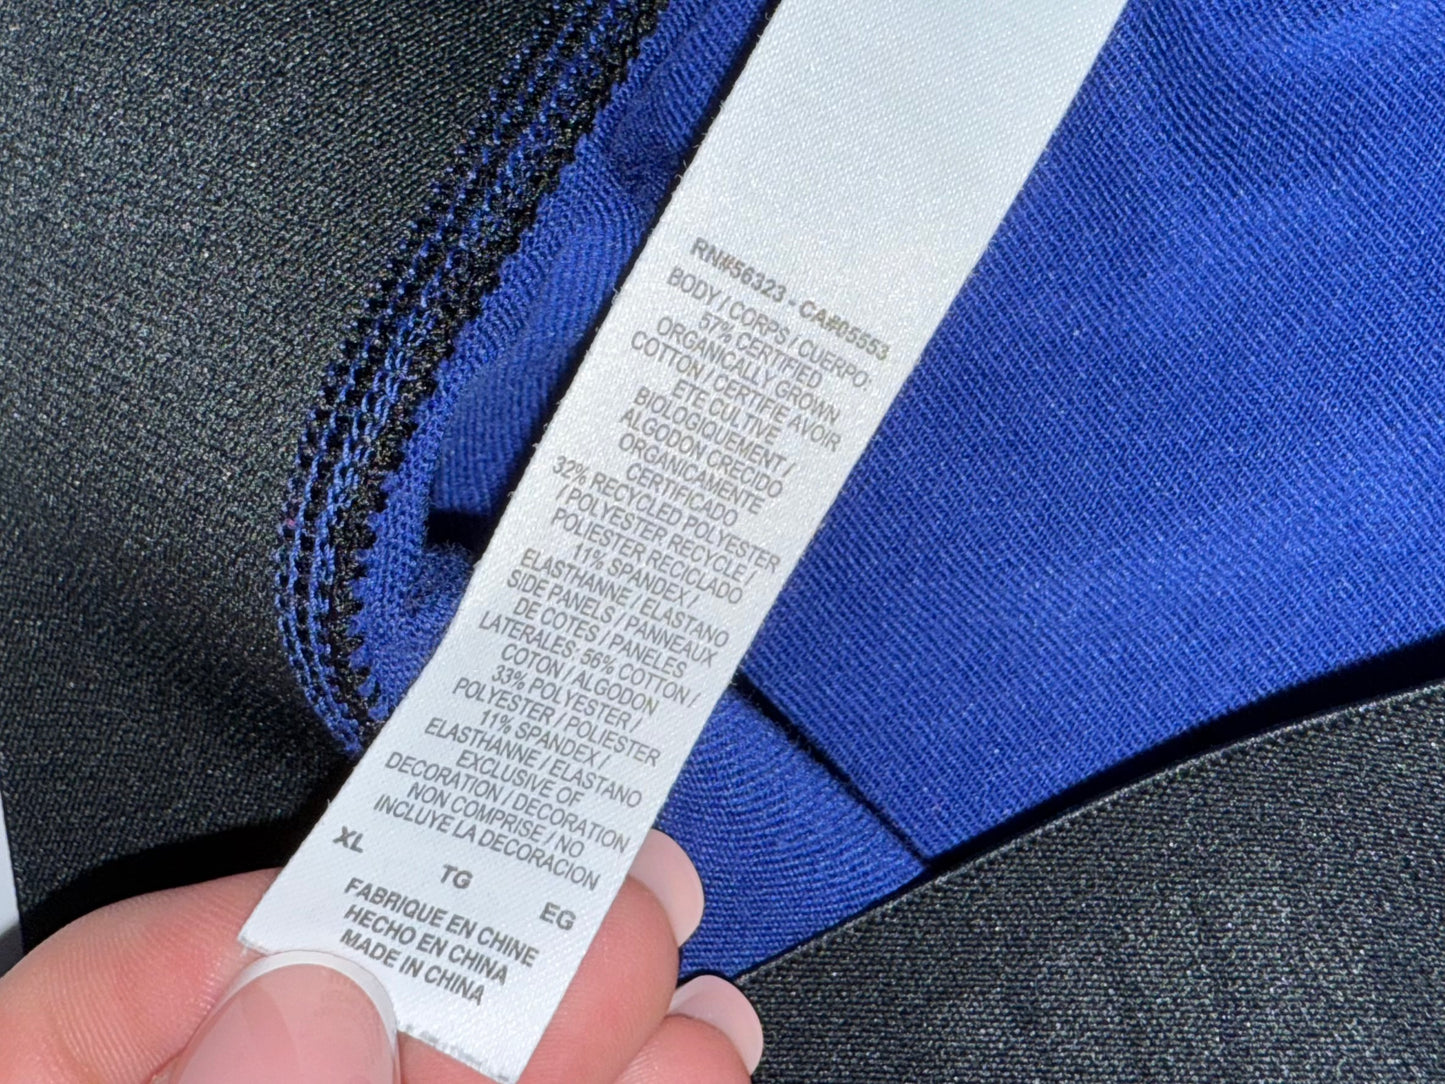 RN#56323 - CA#05553
BODY / CORPS / CUERPO:
57% CERTIFIED
ORGANICALLY GROWN
COTTON / CERTIFIE AVOIR
ETE CULTIVE
BIOLOGIQUEMENT /
ALGODON CRECIDO
ORGANICAMENTE
CERTIFICADO
32% RECYCLED POLYESTER
/ POLYESTER RECYCLE /
POLIESTER RECICLADO
11% SPANDEX /
ELASTHANNE / ELASTANO
SIDE PANELS / PANNEAUX
DE COTES / PANELES
LATERALES: 56% COTTON /
COTON / ALGODON
33% POLYESTER /
POLYESTER / POLIESTER
11% SPANDEX /
ELASTHANNE / ELASTANO
EXCLUSIVE OF
DECORATION / DECORATION
NON COMPRISE / NO
INCLUYE LA DECORACION
XL TG EG
FABRIQUE EN CHINE
HECHO EN CHINA
MADE IN CHINA